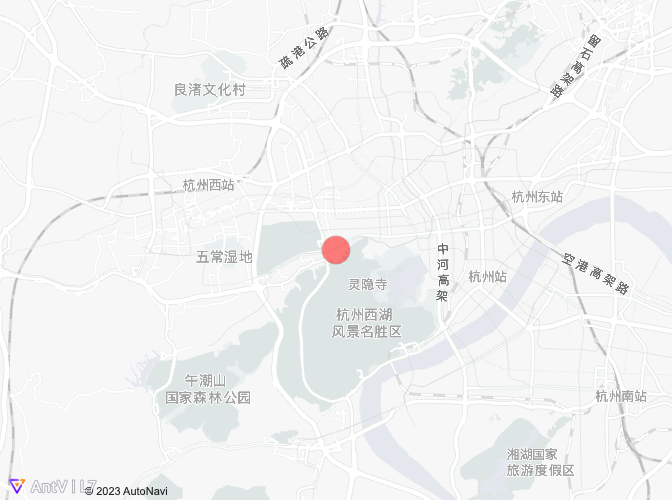 疏港公路
留石高架路
良渚文化村
杭州西站
杭州东站
五常湿地
中河高架
空港高架路
杭州站
灵隐寺
杭州西湖
风景名胜区
午潮山
国家森林公园
杭州南站
湘湖国家
旅游度假区
AntV | L7
© 2023 AutoNavi